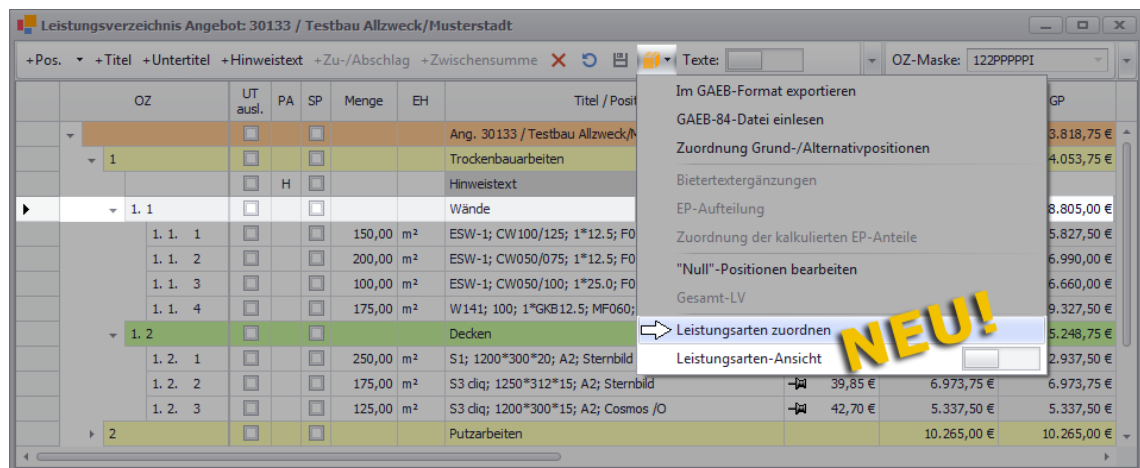 Leistungsverzeichnis Angebot: 30133 / Testbau Allzweck/Musterstadt
+Pos. +Titel +Untertitel +Hinweistext +Zu-/Abschlag +Zwischensumme Texte: OZ-Maske: 122PPPPPI
OZ UT ausl. PA SP Menge EH Titel / Posit GP
Ang. 30133 / Testbau Allzweck/M 3.818,75 €
1 Trockenbauarbeiten 4.053,75 €
H Hinweistext
1. 1 Wände 8.805,00 €
1. 1. 1 150,00 m² ESW-1; CW100/125; 1*12.5; F0 5.827,50 €
1. 1. 2 200,00 m² ESW-1; CW050/075; 1*12.5; F0 6.990,00 €
1. 1. 3 100,00 m² ESW-1; CW050/100; 1*25.0; F0 6.660,00 €
1. 1. 4 175,00 m² W141; 100; 1*GKB12.5; MF060; 9.327,50 €
1. 2 Decken 5.248,75 €
1. 2. 1 250,00 m² S1; 1200*300*20; A2; Sternbild 2.937,50 €
1. 2. 2 175,00 m² S3 diq; 1250*312*15; A2; Sternbild 39,85 € 6.973,75 € 6.973,75 €
1. 2. 3 125,00 m² S3 diq; 1200*300*15; A2; Cosmos /O 42,70 € 5.337,50 € 5.337,50 €
2 Putzarbeiten 10.265,00 € 10.265,00 €
Im GAEB-Format exportieren
GAEB-84-Datei einlesen
Zuordnung Grund-/Alternativpositionen
Bietertextergänzungen
EP-Aufteilung
Zuordnung der kalkulierten EP-Anteile
"Null"-Positionen bearbeiten
Gesamt-LV
Leistungsarten zuordnen
Leistungsarten-Ansicht
NEU!